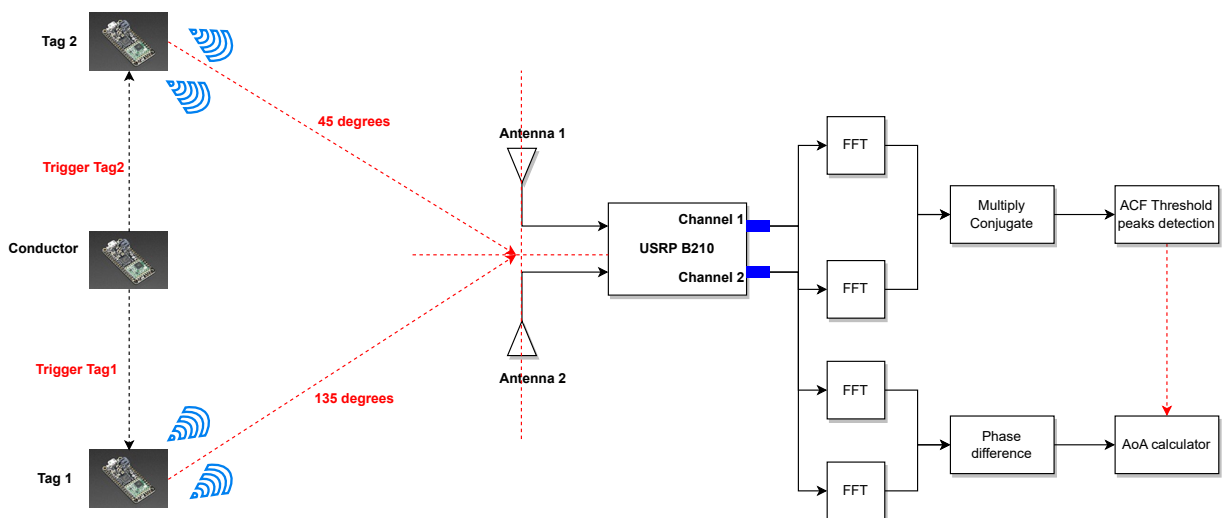 Tag 2
45 degrees
Antenna 1
FFT
Trigger Tag2
Multiply
Conjugate
ACF Threshold
peaks detection
Channel 1
Conductor
USRP B210
Channel 2
FFT
Trigger Tag1
Antenna 2
135 degrees
FFT
Phase
difference
AoA calculator
Tag 1
FFT